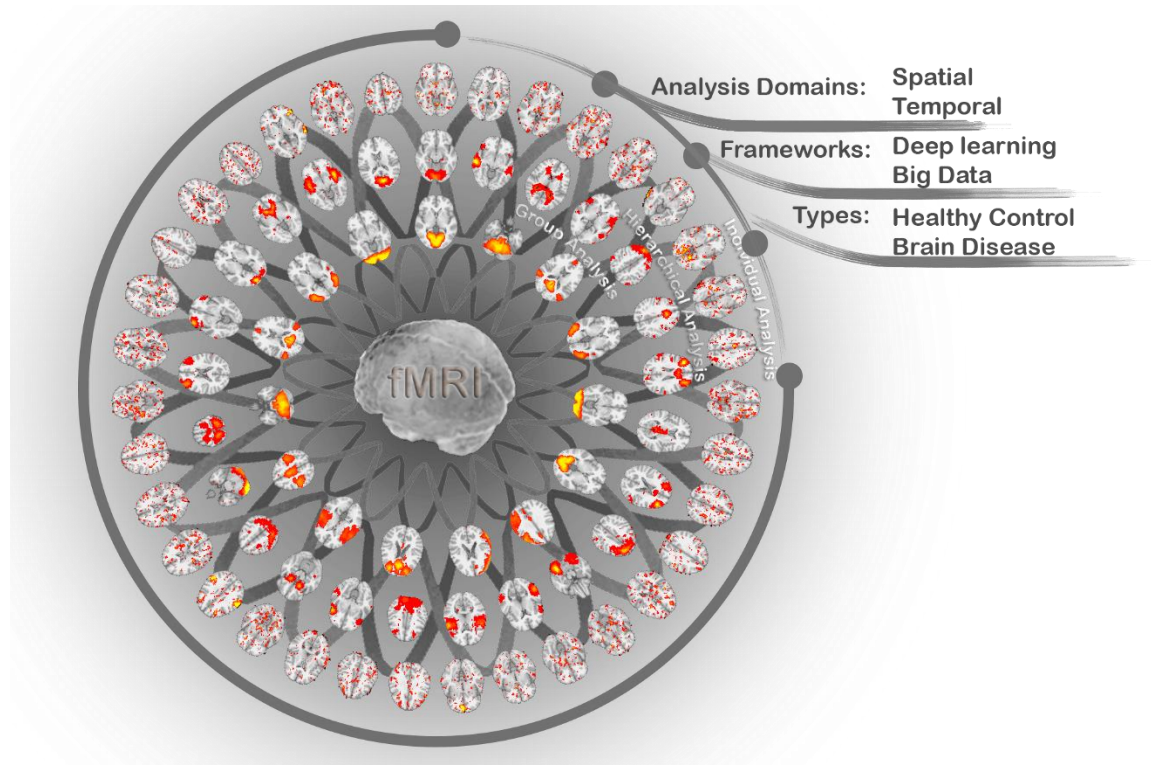 Analysis Domains: Spatial
Temporal
Frameworks: Deep learning
Big Data
Types: Healthy Control
Brain Disease
Group Analysis
Hierarchical Analysis
Individual Analysis
fMRI